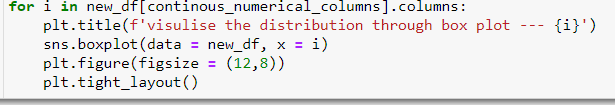 for i in new_df[continous_numerical_columns].columns:
    plt.title(f'visulise the distribution through box plot --- {i}')
    sns.boxplot(data = new_df, x = i)
    plt.figure(figsize = (12,8))
    plt.tight_layout()